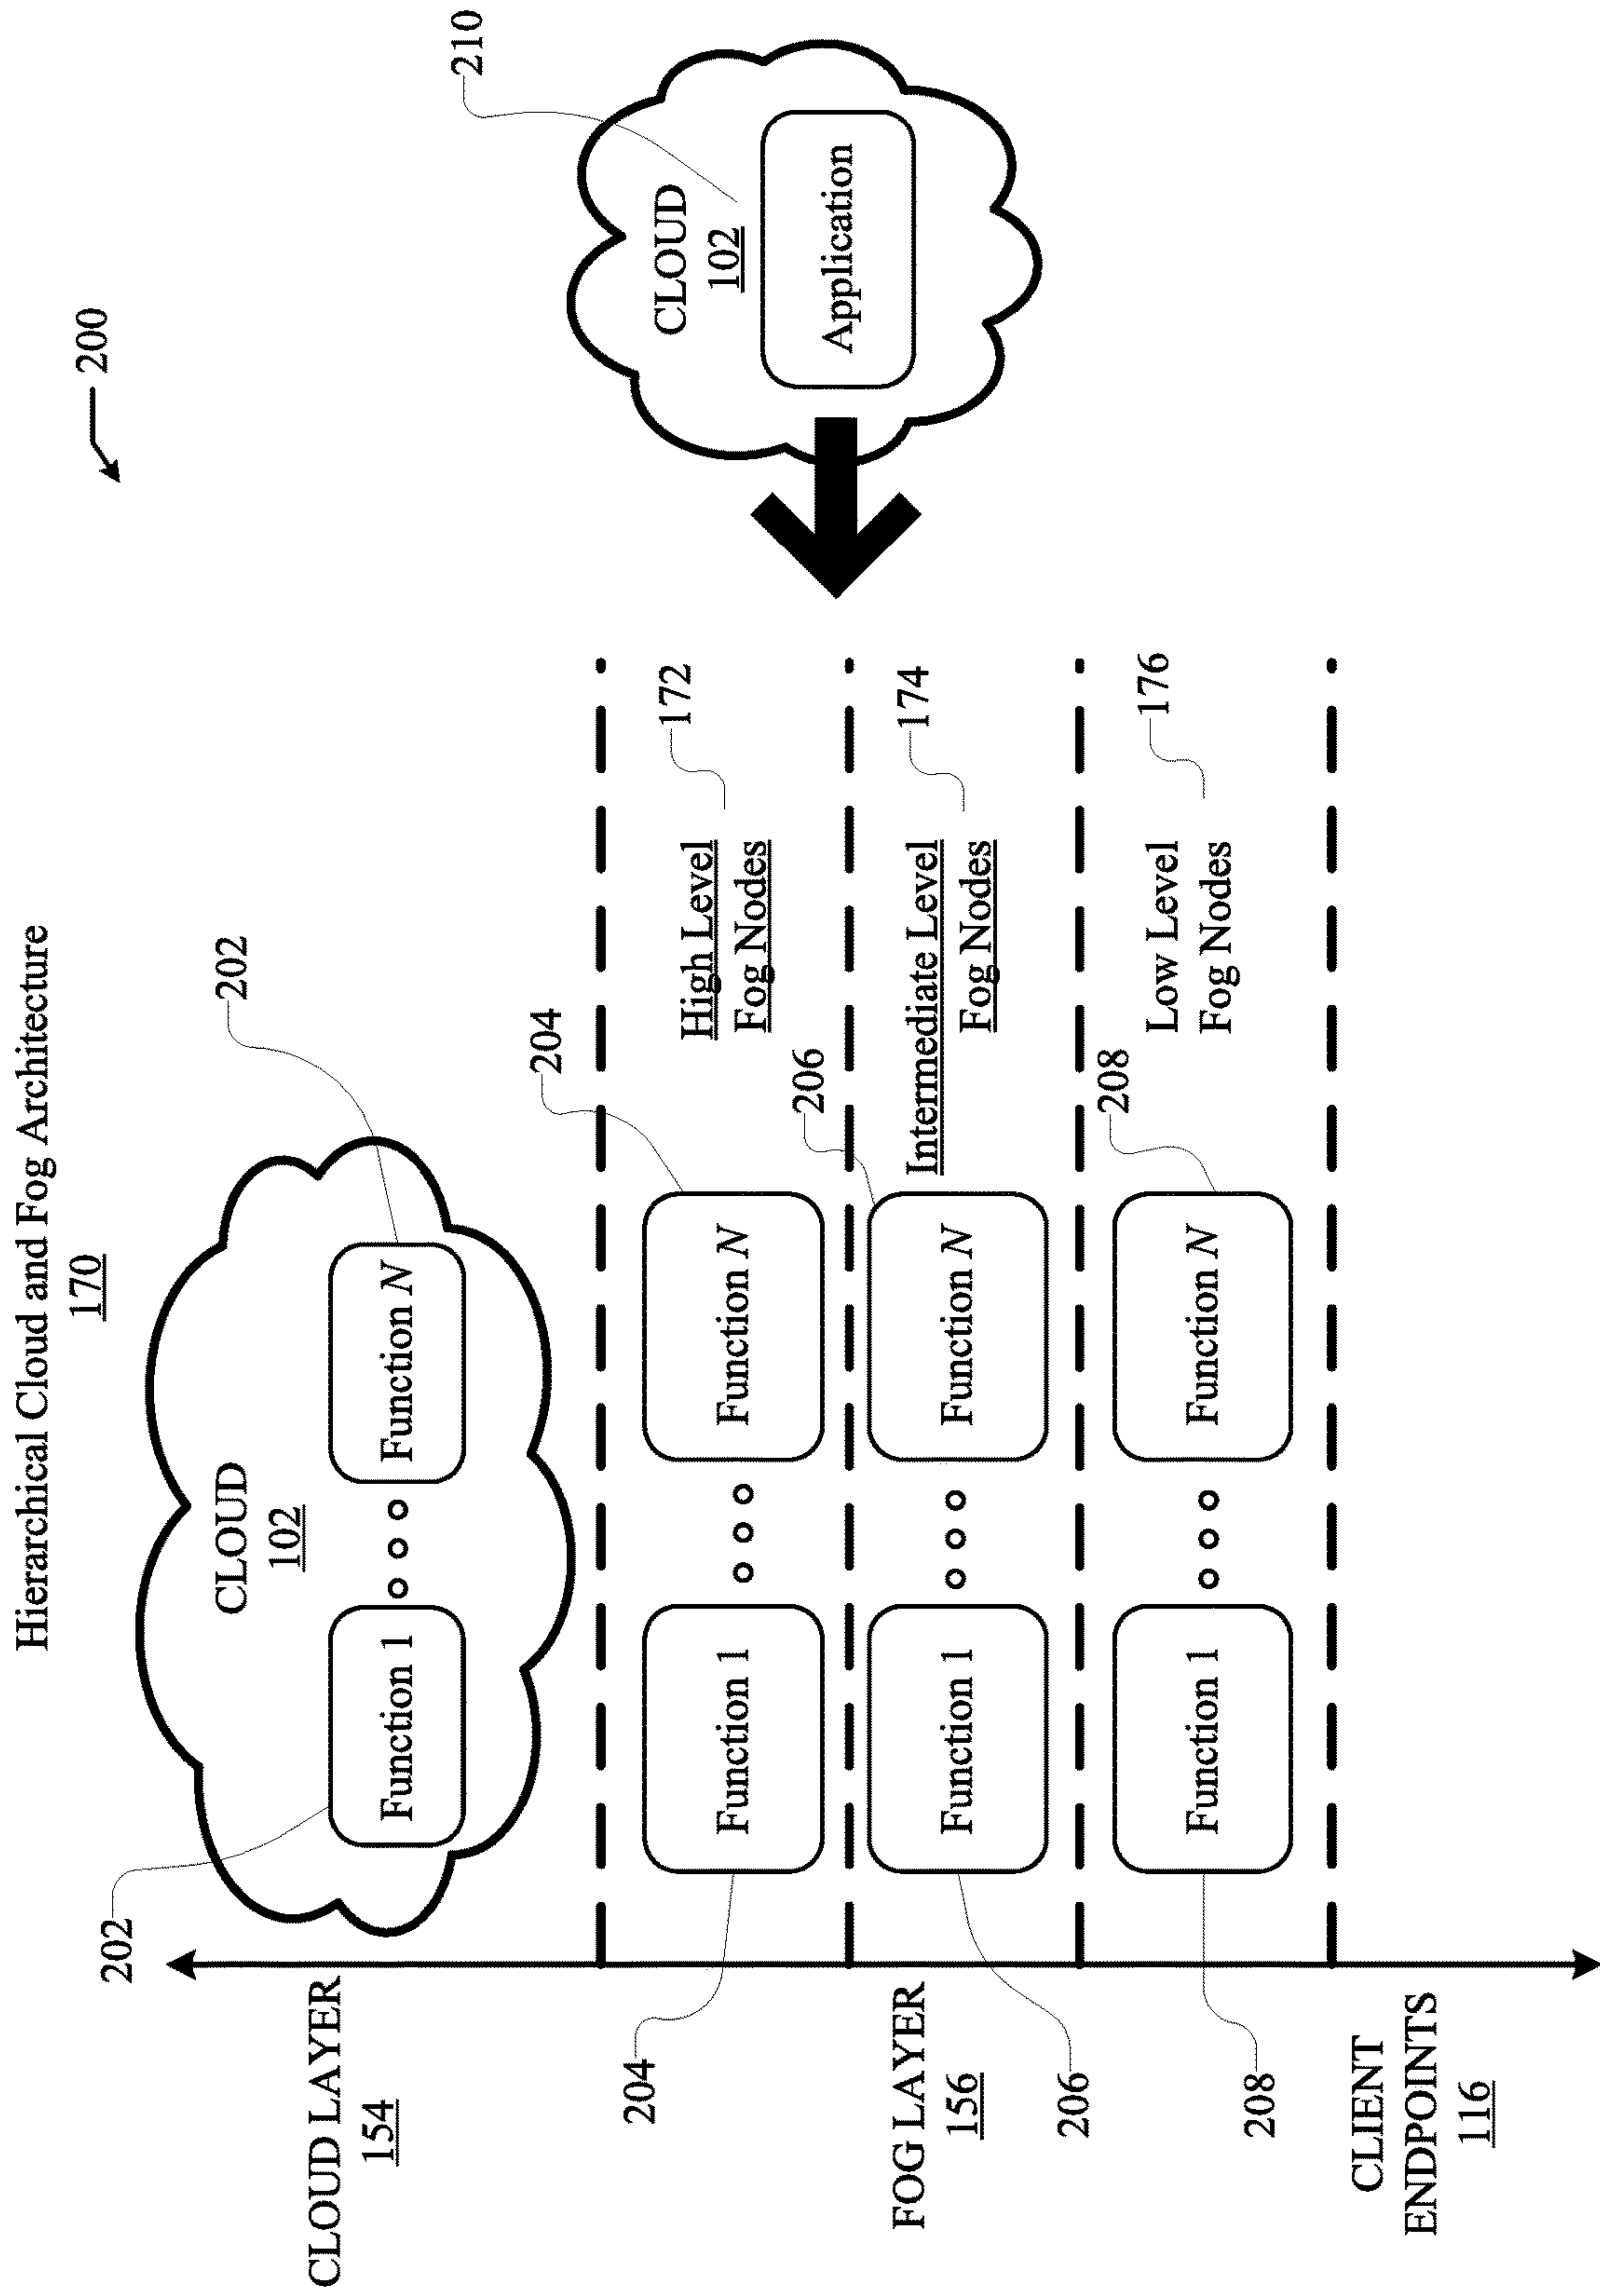 Hierarchical Cloud and Fog Architecture
170
200
202
202
CLOUD LAYER
154
CLOUD
102
Function 1
Function N
204
204
Function 1
Function N
High Level
Fog Nodes
172
FOG LAYER
156
206
206
Function 1
Function N
Intermediate Level
Fog Nodes
174
208
208
Function 1
Function N
Low Level
Fog Nodes
176
CLIENT
ENDPOINTS
116
210
CLOUD
102
Application